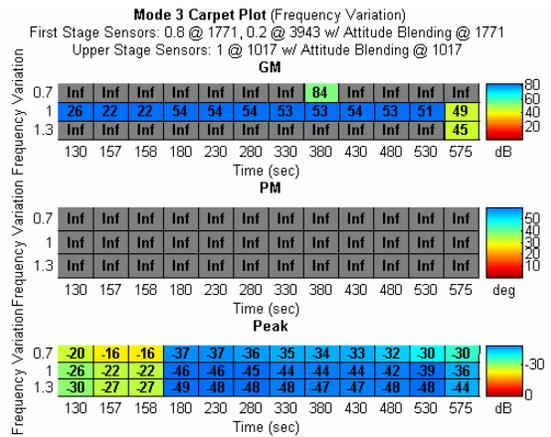 Mode 3 Carpet Plot (Frequency Variation)
First Stage Sensors: 0.8 @ 1771, 0.2 @ 3943 w/ Attitude Blending @ 1771
Upper Stage Sensors: 1 @ 1017 w/ Attitude Blending @ 1017
GM
Frequency Variation
0.7 Inf Inf Inf Inf Inf Inf Inf 84 Inf Inf Inf Inf
1 26 22 22 54 54 54 53 53 54 53 51 49
1.3 Inf Inf Inf Inf Inf Inf Inf Inf Inf Inf Inf 45
130 157 158 180 230 280 330 380 430 480 530 575
Time (sec)
80
60
40
20
dB
PM
Frequency Variation
0.7 Inf Inf Inf Inf Inf Inf Inf Inf Inf Inf Inf Inf
1 Inf Inf Inf Inf Inf Inf Inf Inf Inf Inf Inf Inf
1.3 Inf Inf Inf Inf Inf Inf Inf Inf Inf Inf Inf Inf
130 157 158 180 230 280 330 380 430 480 530 575
Time (sec)
50
40
30
20
10
deg
Peak
Frequency Variation
0.7 -20 -16 -16 -37 -37 -36 -35 -34 -33 -32 -30 -30
1 -26 -22 -22 -46 -46 -45 -44 -44 -44 -42 -39 -36
1.3 -30 -27 -27 -49 -48 -48 -48 -47 -47 -48 -48 -44
130 157 158 180 230 280 330 380 430 480 530 575
Time (sec)
-30
0
dB